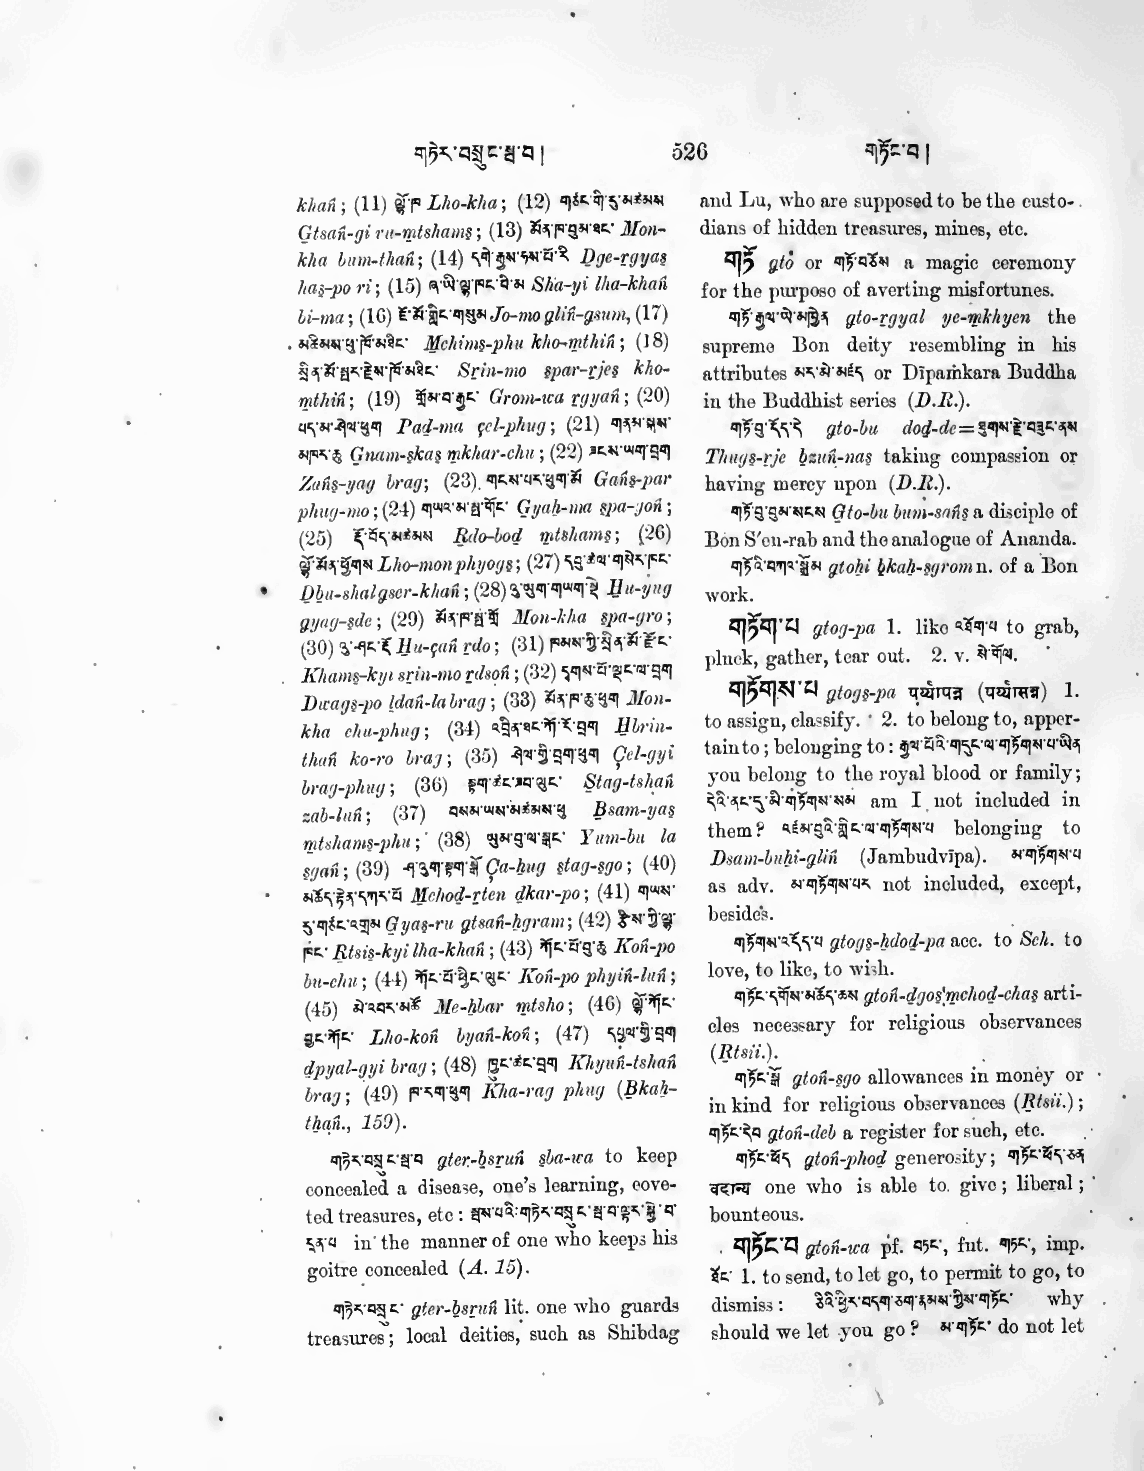 གཏེར་བསྲུང་སྦ་བ། 526 གཏོང་བ།
khañ; (11) ལྷོ་ཁ Lho-kha; (12) གཙང་གི་རུ་མཚམས
Gtsañ-gi ru-mtshams; (13) མོན་ཁ་བུམ་ཐང་ Mon-
kha bum-thañ; (14) དགེ་རྒྱས་ཧས་པོ་རི Dge-rgyas
has-po ri; (15) ཞ་ཡི་ལྷ་ཁང་བི་མ Sha-yi lha-khañ
bi-ma; (16) ཇོ་མོ་གླིང་གསུམ Jo-mo gliñ-gsum, (17)
མཆིམས་ཕུ་ཁོ་མཐིང་ Mchims-phu kho-mthiñ; (18)
སྲིན་མོ་སྤར་རྗེས་ཁོ་མཐིང་ Srin-mo spar-rjes kho-
mthiñ; (19) གྲོམ་བ་རྒྱང་ Grom-wa rgyañ; (20)
པད་མ་ཤེལ་ཕུག Pad-ma çel-phug; (21) གནམ་སྐས་
མཁར་ཆུ Gnam-skas mkhar-chu; (22) ཟངས་ཡག་བྲག
Zañs-yag brag; (23) གངས་པར་ཕུག་མོ Gañs-par
phug-mo; (24) གཡའ་མ་སྤ་གོང་ Gyaḥ-ma spa-goñ;
(25) རྡོ་བོད་མཚམས Rdo-bod mtshams; (26)
ལྷོ་མོན་ཕྱོགས Lho-mon phyogs; (27) དབུ་ཚལ་གསེར་ཁང་
Dbu-shal gser-khañ; (28) ཧུ་ཡུག་གཡག་སྡེ Hu-yug
gyag-sde; (29) མོན་ཁ་སྤ་གྲོ Mon-kha spa-gro;
(30) ཧུ་ཤང་རྡོ Hu-çañ rdo; (31) ཁམས་ཀྱི་སྲིན་མོ་རྫོང་
Khams-kyi srin-mo rdsoñ; (32) དྭགས་པོ་ལྡང་ལ་བྲག
Dwags-po ldañ-la brag; (33) མོན་ཁ་ཆུ་ཕུག Mon-
kha chu-phug; (34) འབྲིན་ཐང་ཀོ་རོ་བྲག Ḥbrin-
thañ ko-ro brag; (35) ཤེལ་གྱི་བྲག་ཕུག Çel-gyi
brag-phug; (36) སྟག་ཚང་ཟབ་ལུང་ Stag-tshañ
zab-luñ; (37) བསམ་ཡས་མཚམས་ཕུ Bsam-yas
mtshams-phu; (38) ཡུམ་བུ་ལ་སྒང་ Yum-bu la
sgañ; (39) ཤ་འུག་སྟག་སྒོ Ça-ḥug stag-sgo; (40)
མཆོད་རྟེན་དཀར་པོ Mchod-rten dkar-po; (41) གཡས་
རུ་གཙང་འགྲམ Gyas-ru gtsañ-ḥgram; (42) རྩིས་ཀྱི་ལྷ་
ཁང་ Rtsis-kyi lha-khañ; (43) ཀོང་པོ་བུ་ཆུ Koñ-po
bu-chu; (44) ཀོང་པོ་ཕྱིང་ལུང་ Koñ-po phyiñ-luñ;
(45) མེ་འབར་མཚོ Me-ḥbar mtsho; (46) ལྷོ་ཀོང་
བྱང་ཀོང་ Lho-koñ byañ-koñ; (47) དཔྱལ་གྱི་བྲག
dpyal-gyi brag; (48) ཁྱུང་ཚང་བྲག Khyuñ-tshañ
brag; (49) ཁ་རག་ཕུག Kha-rag phug (Bkaḥ-
thañ., 159).
གཏེར་བསྲུང་སྦ་བ gter-bsruñ sba-wa to keep
concealed a disease, one's learning, cove-
ted treasures, etc: སྦས་པའི་གཏེར་བསྲུང་སྦ་བ་ལྟར་སྐྱེ་བ་
དན་པ in the manner of one who keeps his
goitre concealed (A. 15).
གཏེར་བསྲུང་ gter-bsruñ lit. one who guards
treasures; local deities, such as Shibdag
and Lu, who are supposed to be the custo-
dians of hidden treasures, mines, etc.
གཏོ gto or གཏོ་བཅོས a magic ceremony
for the purpose of averting misfortunes.
གཏོ་རྒྱལ་ཡེ་མཁྱེན gto-rgyal ye-mkhyen the
supreme Bon deity resembling in his
attributes མར་མེ་མཛད or Dīpaṁkara Buddha
in the Buddhist series (D.R.).
གཏོ་བུ་དོད་དེ gto-bu dod-de=ཐུགས་རྗེ་བཟུང་ནས
Thugs-rje bzuñ-nas taking compassion or
having mercy upon (D.R.).
གཏོ་བུ་བུམ་སངས Gto-bu bum-sañs a disciple of
Bon S'en-rab and the analogue of Ananda.
གཏོའི་བཀའ་སྒྲོམ gtoḥi bkaḥ-sgrom n. of a Bon
work.
གཏོག་པ gtog-pa 1. like འཐོག་པ to grab,
pluck, gather, tear out. 2. v. སེ་གོལ.
གཏོགས་པ gtogs-pa पर्य्यापन्न (पर्य्यासन्न) 1.
to assign, classify. 2. to belong to, apper-
tain to; belonging to: རྒྱལ་པོའི་གདུང་ལ་གཏོགས་པ་ཡིན
you belong to the royal blood or family;
དེའི་ནང་དུ་མི་གཏོགས་སམ am I not included in
them? འཛམ་བུའི་གླིང་ལ་གཏོགས་པ belonging to
Dsam-buḥi-gliñ (Jambudvīpa). མ་གཏོགས་པ
as adv. མ་གཏོགས་པར not included, except,
besides.
གཏོགས་འདོད་པ gtogs-ḥdod-pa acc. to Sch. to
love, to like, to wish.
གཏོང་དགོས་མཆོད་ཆས gtoñ-dgos mchod-chas arti-
cles necessary for religious observances
(Rtsii.).
གཏོང་སྒོ gtoñ-sgo allowances in money or
in kind for religious observances (Rtsii.);
གཏོང་དེབ gtoñ-deb a register for such, etc.
གཏོང་ཕོད gtoñ-phod generosity; གཏོང་ཕོད་ཅན
वदान्य one who is able to give; liberal;
bounteous.
གཏོང་བ gtoñ-wa pf. བཏང་, fut. གཏང་, imp.
ཐོང་ 1. to send, to let go, to permit to go, to
dismiss: ཅིའི་ཕྱིར་བདག་ཅག་རྣམས་ཀྱིས་གཏོང་ why
should we let you go? མ་གཏོང་ do not let